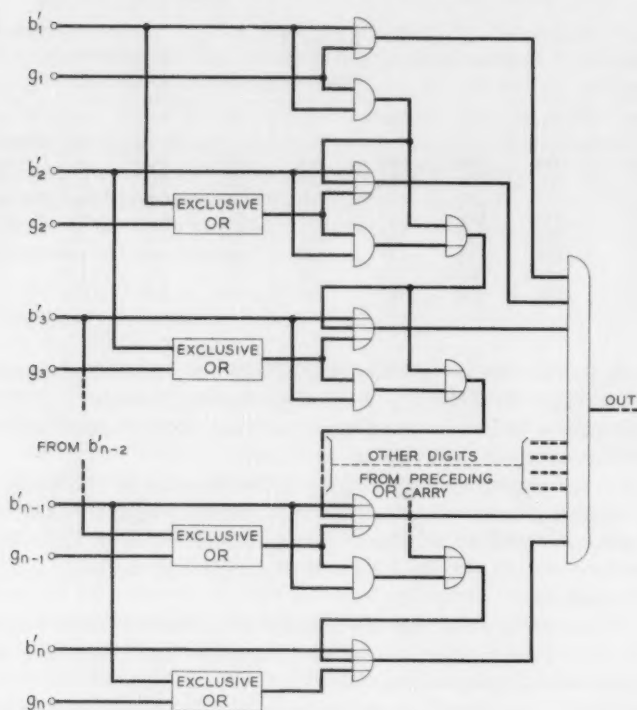 b′1
g1
b′2
EXCLUSIVE
OR
g2
b′3
EXCLUSIVE
OR
g3
OUT
FROM b′n-2
OTHER DIGITS
FROM PRECEDING
OR CARRY
b′n-1
EXCLUSIVE
OR
gn-1
b′n
EXCLUSIVE
OR
gn